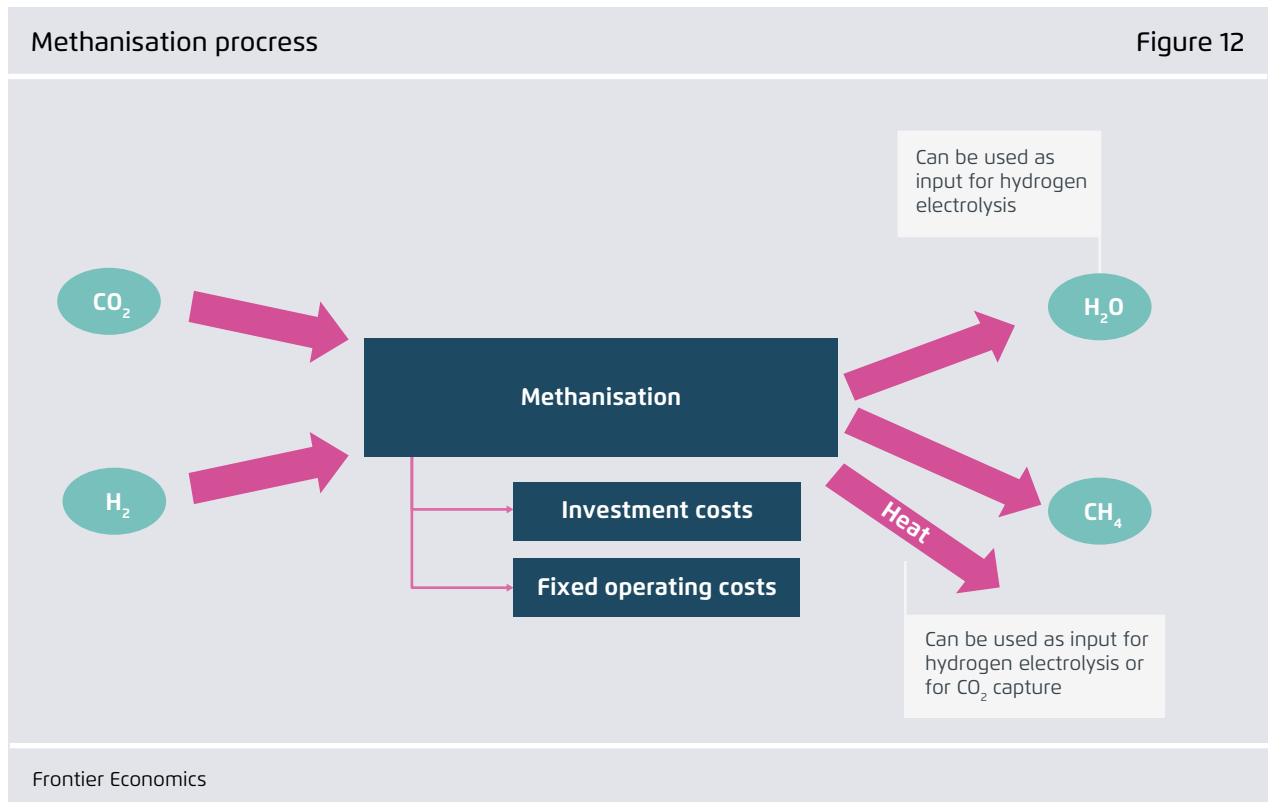 Methanisation procress
Figure 12
Can be used as
input for hydrogen
electrolysis
CO₂
H₂O
Methanisation
H₂
Investment costs
CH₄
Heat
Fixed operating costs
Can be used as input for
hydrogen electrolysis or
for CO₂ capture
Frontier Economics